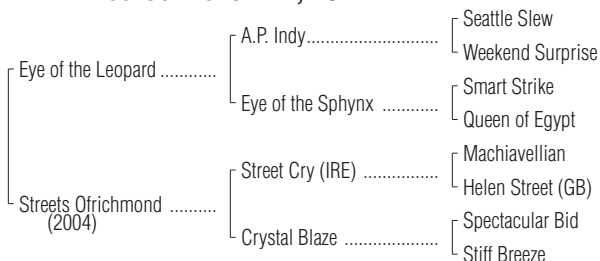 Seattle Slew
A.P. Indy..............................
Weekend Surprise
Eye of the Leopard ............
Smart Strike
Eye of the Sphynx ............
Queen of Egypt
Machiavellian
Street Cry (IRE) ................
Helen Street (GB)
Streets Ofrichmond ..........
(2004)
Spectacular Bid
Crystal Blaze ....................
Stiff Breeze